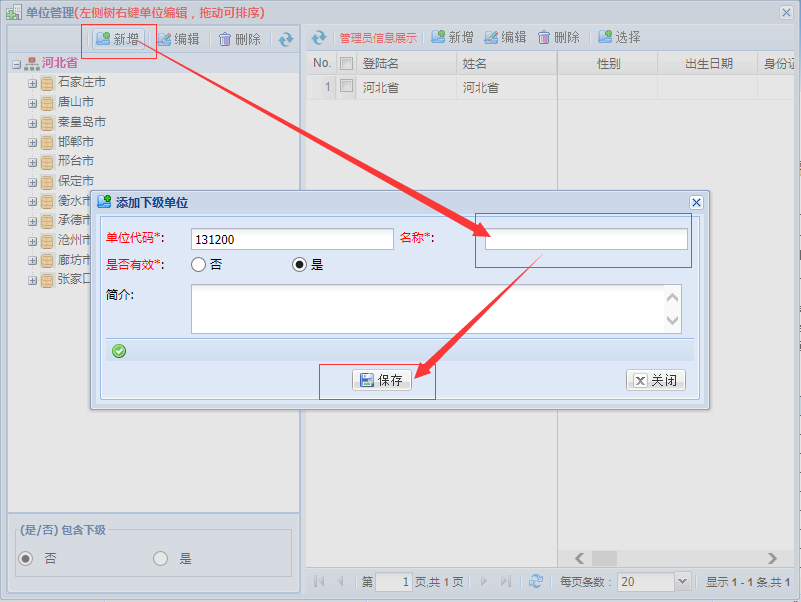 单位管理(左侧树右键单位编辑，拖动可排序)
新增 编辑 删除
管理员信息展示 新增 编辑 删除 选择
河北省
石家庄市
唐山市
秦皇岛市
邯郸市
邢台市
保定市
衡水
承德市
沧州市
廊坊市
张家口
No. 登陆名 姓名 性别 出生日期 身份证
1 河北省 河北省
添加下级单位
单位代码*: 131200 名称*:
是否有效*: 否 是
简介:
保存 关闭
(是/否) 包含下级
否 是
第 1 页,共 1 页 每页条数： 20 显示 1 - 1 条,共 1